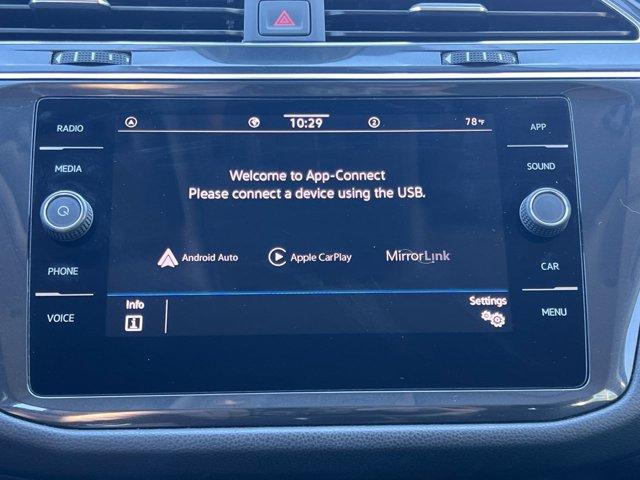 RADIO
MEDIA
PHONE
VOICE
10:29
2
78°F
Welcome to App-Connect
Please connect a device using the USB.
Android Auto
Apple CarPlay
MirrorLink
Info
i
Settings
APP
SOUND
CAR
MENU